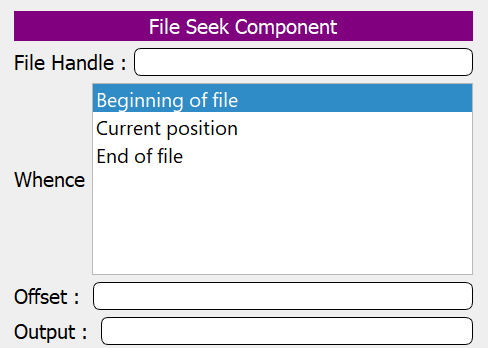 File Seek Component
File Handle :
Whence
Beginning of file
Current position
End of file
Offset :
Output :